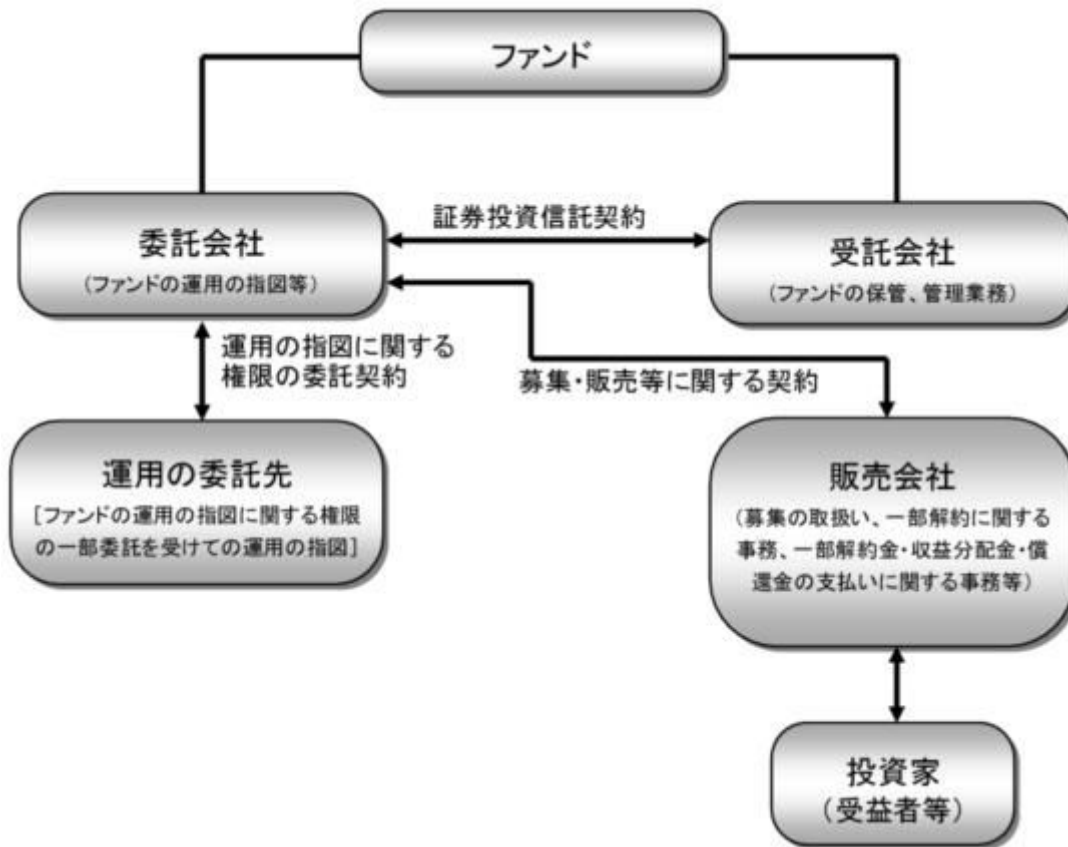 ファンド
委託会社
(ファンドの運用の指図等)
証券投資信託契約
受託会社
(ファンドの保管、管理業務)
運用の指図に関する
権限の委託契約
募集・販売等に関する契約
運用の委託先
[ファンドの運用の指図に関する権限
の一部委託を受けての運用の指図]
販売会社
(募集の取扱い、一部解約に関する
事務、一部解約金・収益分配金・償
還金の支払いに関する事務等)
投資家
(受益者等)